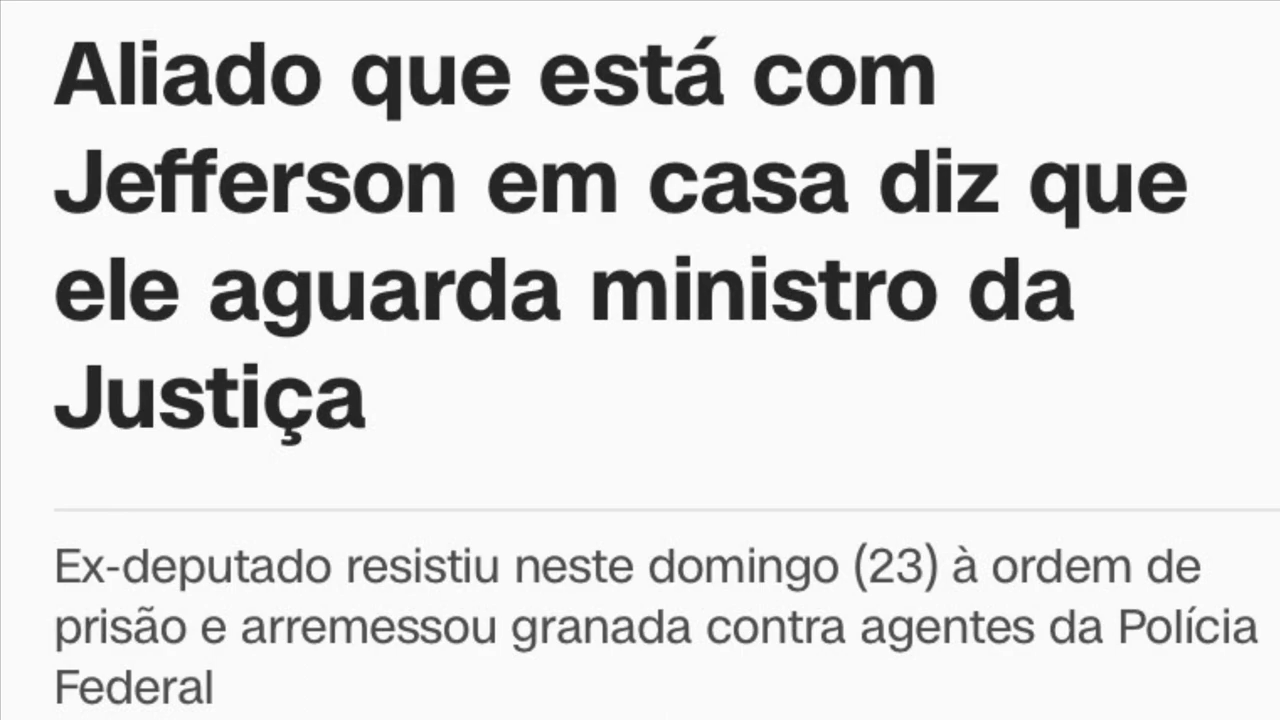 Aliado que está com
Jefferson em casa diz que
ele aguarda ministro da
Justiça
Ex-deputado resistiu neste domingo (23) à ordem de
prisão e arremessou granada contra agentes da Polícia
Federal